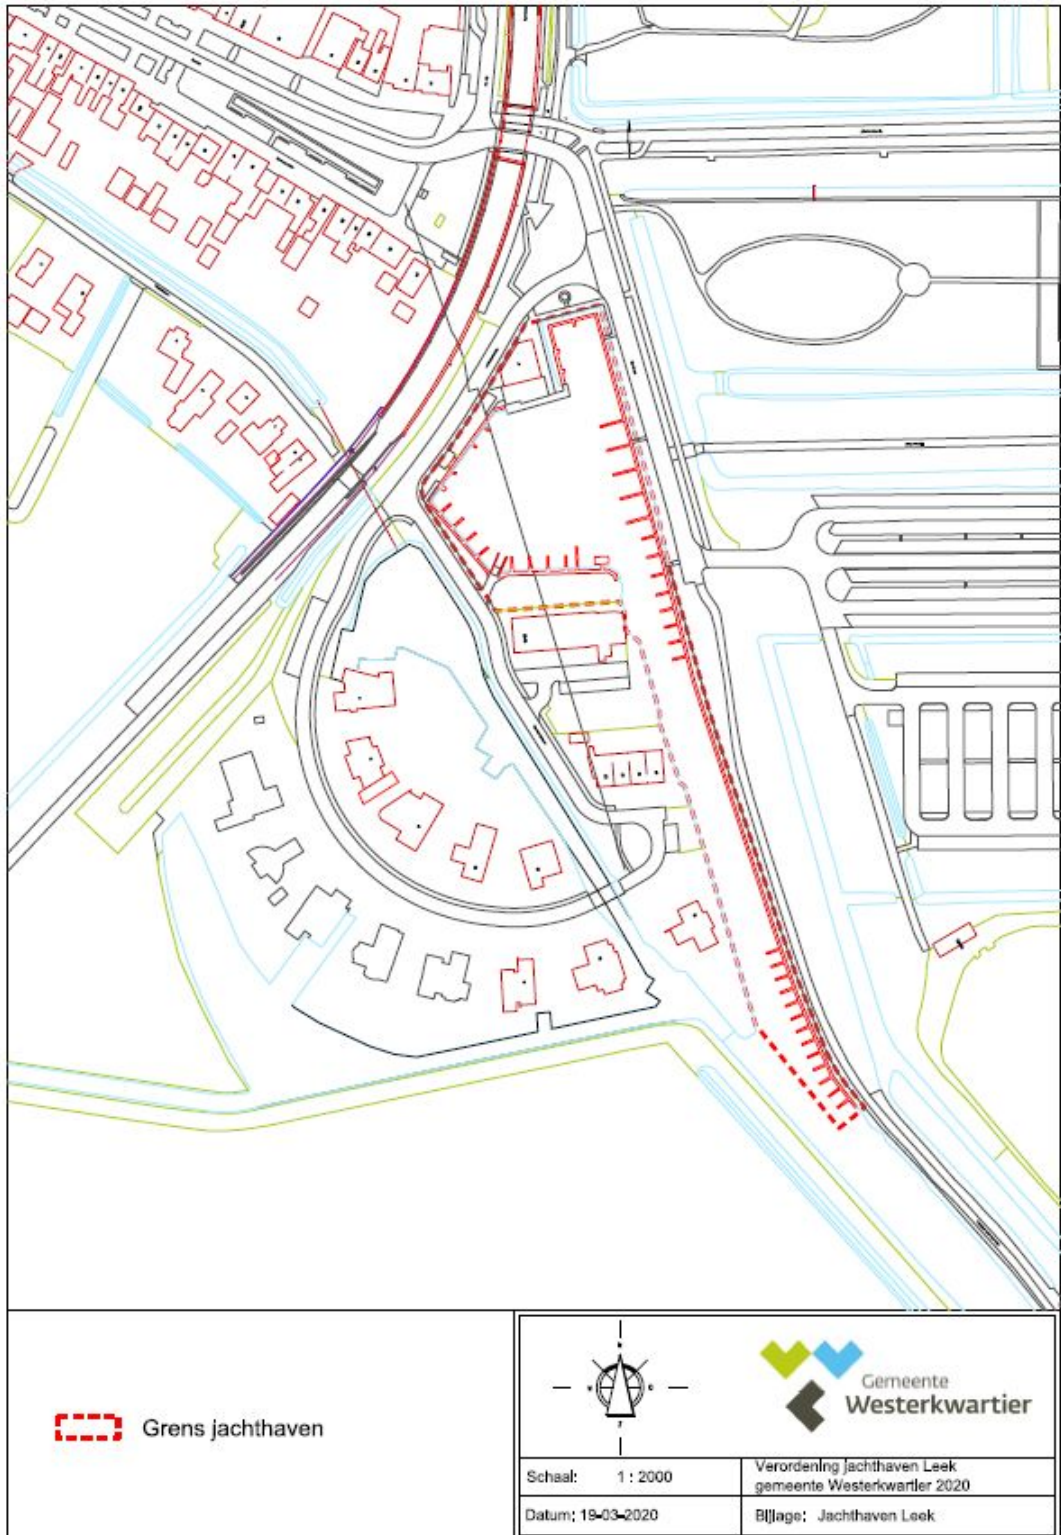 Grens jachthaven
Gemeente
Westerkwartier
Schaal: 1 : 2000
Verordening jachthaven Leek
gemeente Westerkwartier 2020
Datum: 19-03-2020
Bijlage: Jachthaven Leek